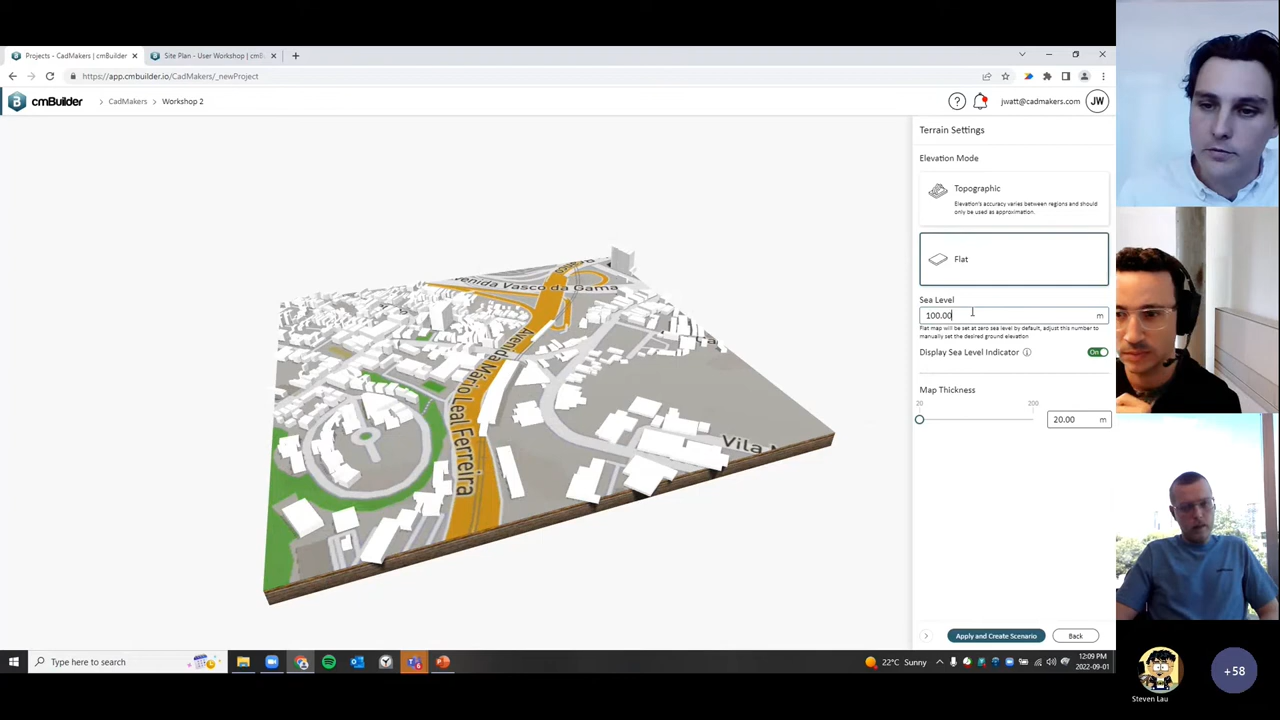 Projects - CadMakers | cmBuilder
Site Plan - User Workshop | cmB
https://app.cmbuilder.io/CadMakers/_newProject
cmBuilder
CadMakers
Workshop 2
jwatt@cadmakers.com
JW
Terrain Settings
Elevation Mode
Topographic
Elevation's accuracy varies between regions and should
only be used as approximation.
Flat
Sea Level
100.00
m
Flat map will be set at zero sea level by default, adjust this number to
manually set the desired ground elevation
Display Sea Level Indicator
On
Map Thickness
20
200
20.00
m
Avenida Vasco da Gama
Avenida Mário Leal Ferreira
Vila
Apply and Create Scenario
Back
Type here to search
22°C Sunny
12:09 PM
2022-09-01
Steven Lau
+58